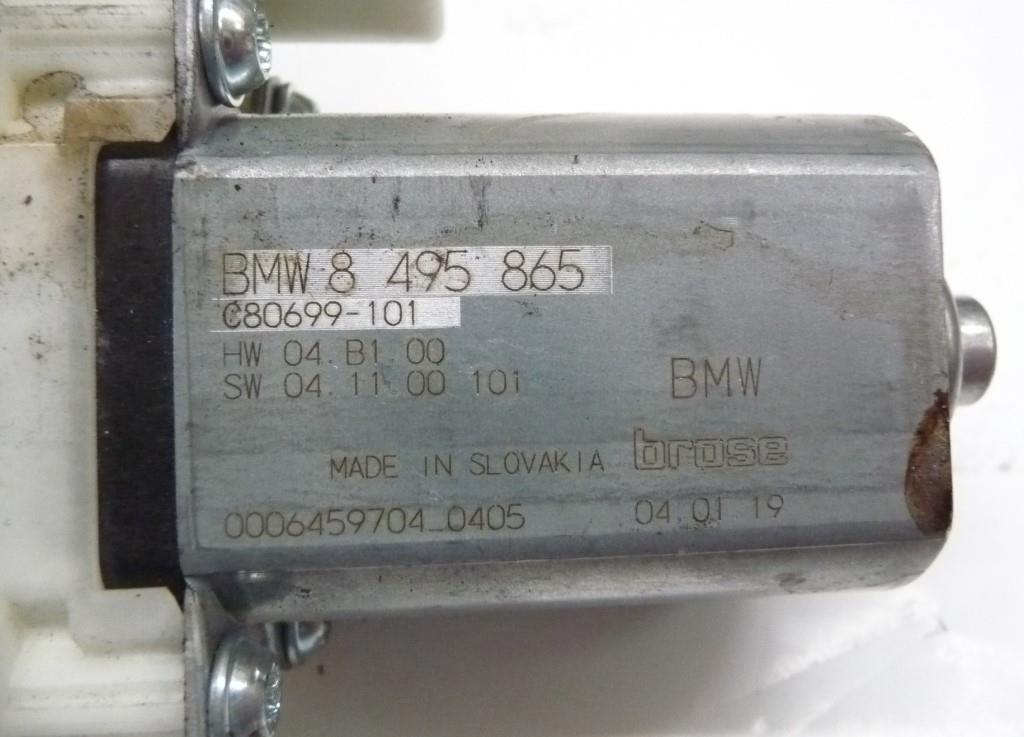 BMW 8 495 865
C80699-101
HW 04.B1.00
SW 04.11.00 101
BMW
MADE IN SLOVAKIA brose
0006459704_0405 04.01.19